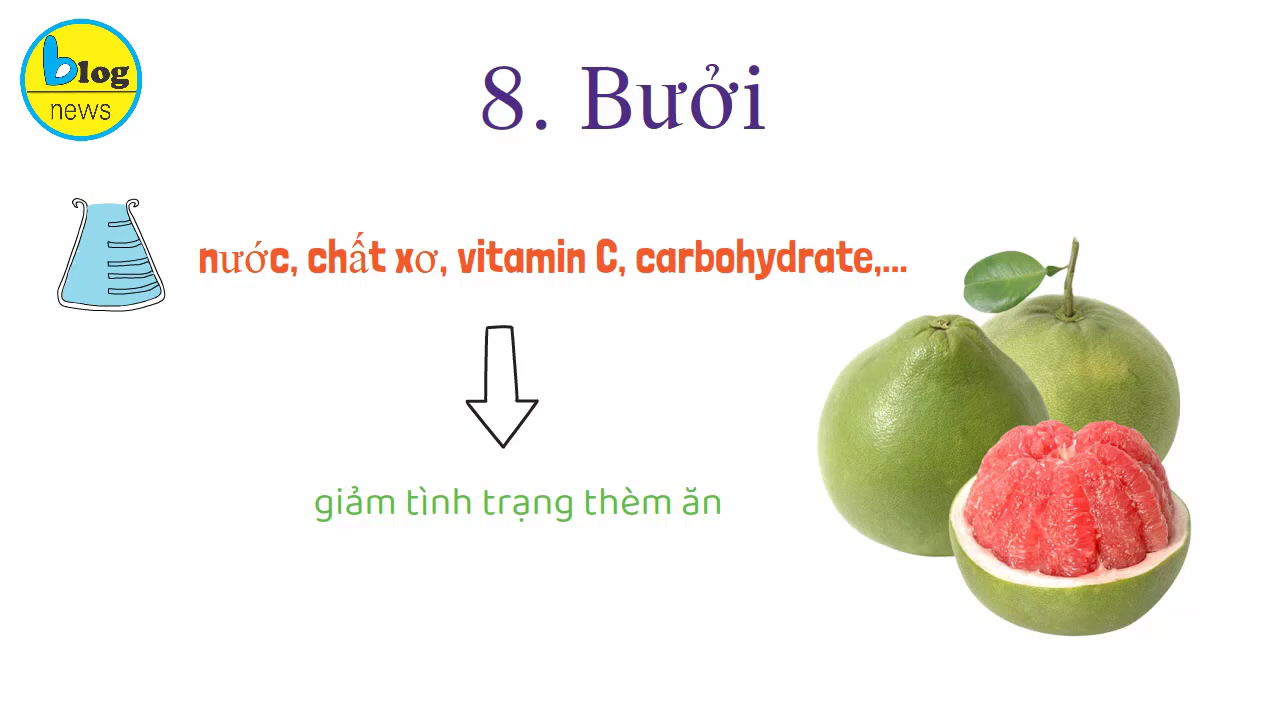 blog
news
8. Bưởi
nước, chất xơ, vitamin C, carbohydrate,...
giảm tình trạng thèm ăn